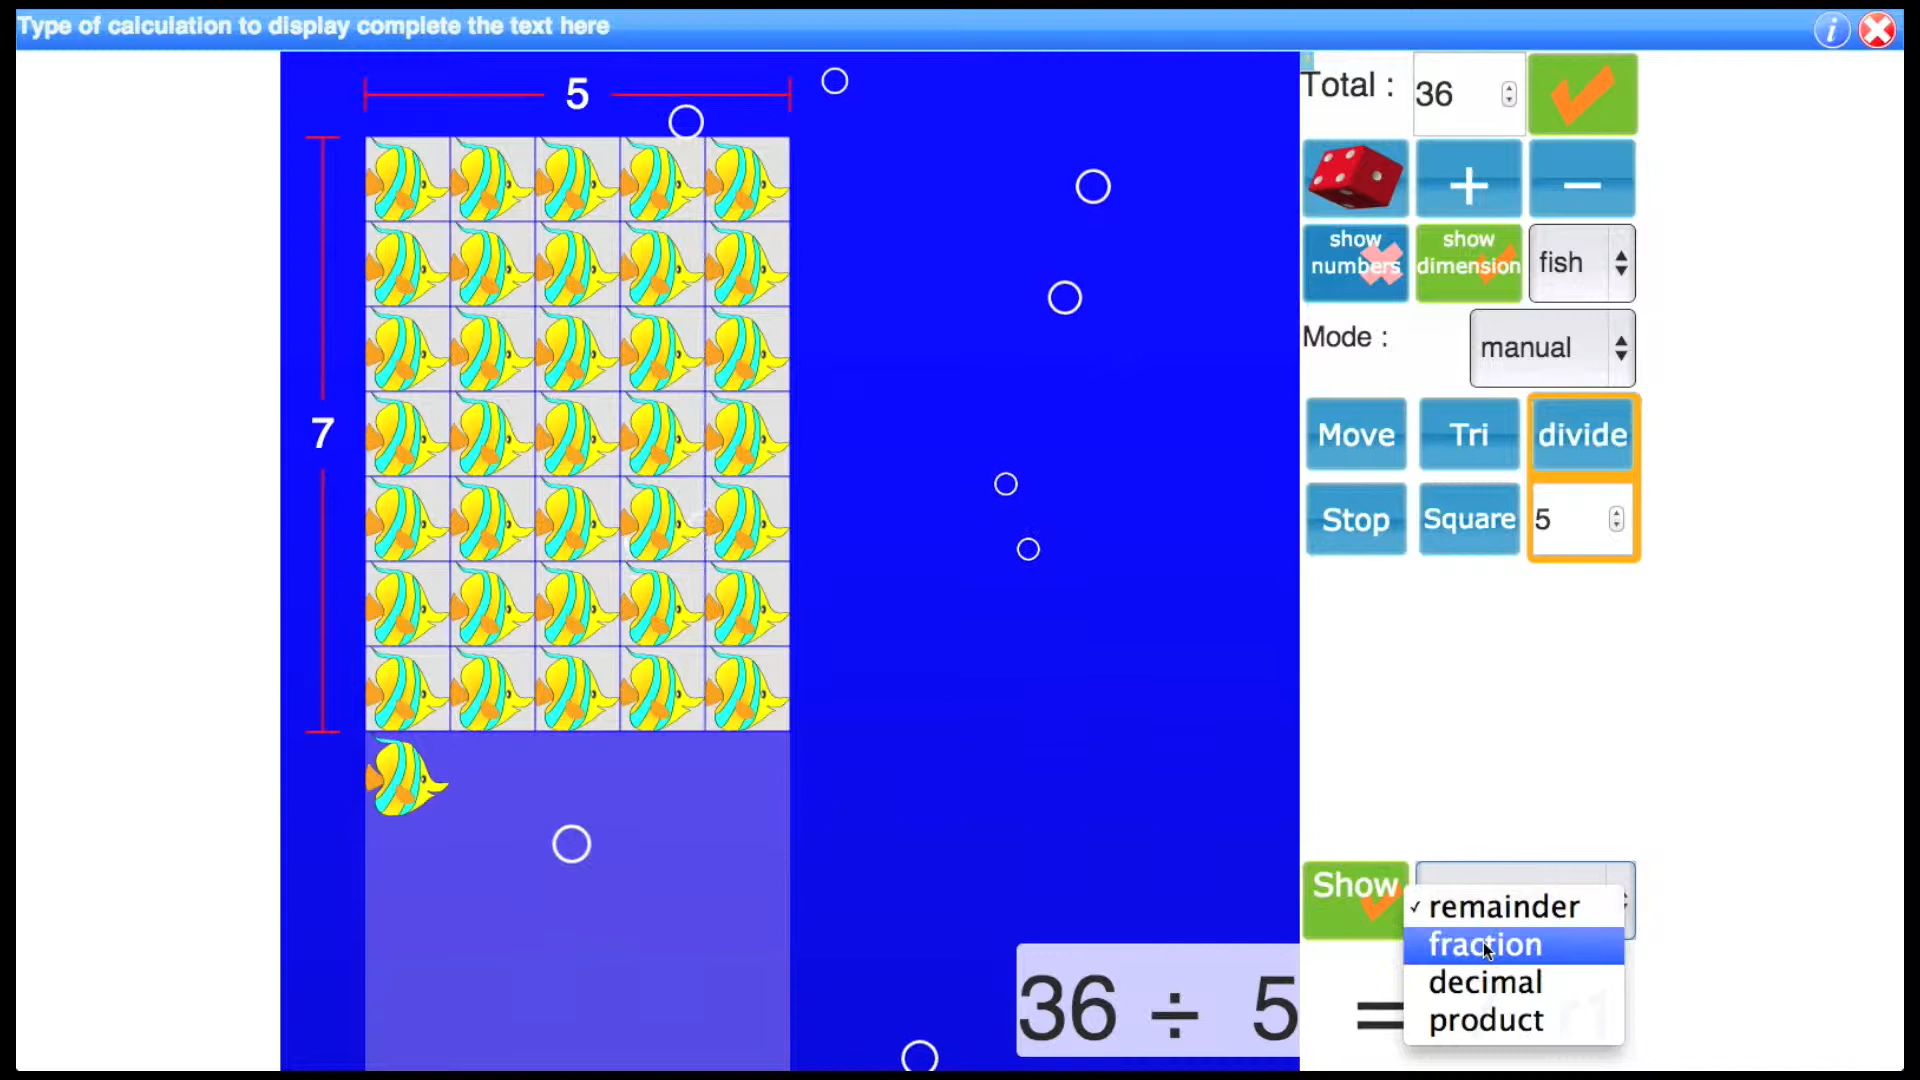 Type of calculation to display complete the text here
5
7
Total :
36
+
−
show numbers
show dimension
fish
Mode :
manual
Move
Tri
divide
Stop
Square
5
Show
✓ remainder
fraction
decimal
product
36 ÷ 5 =